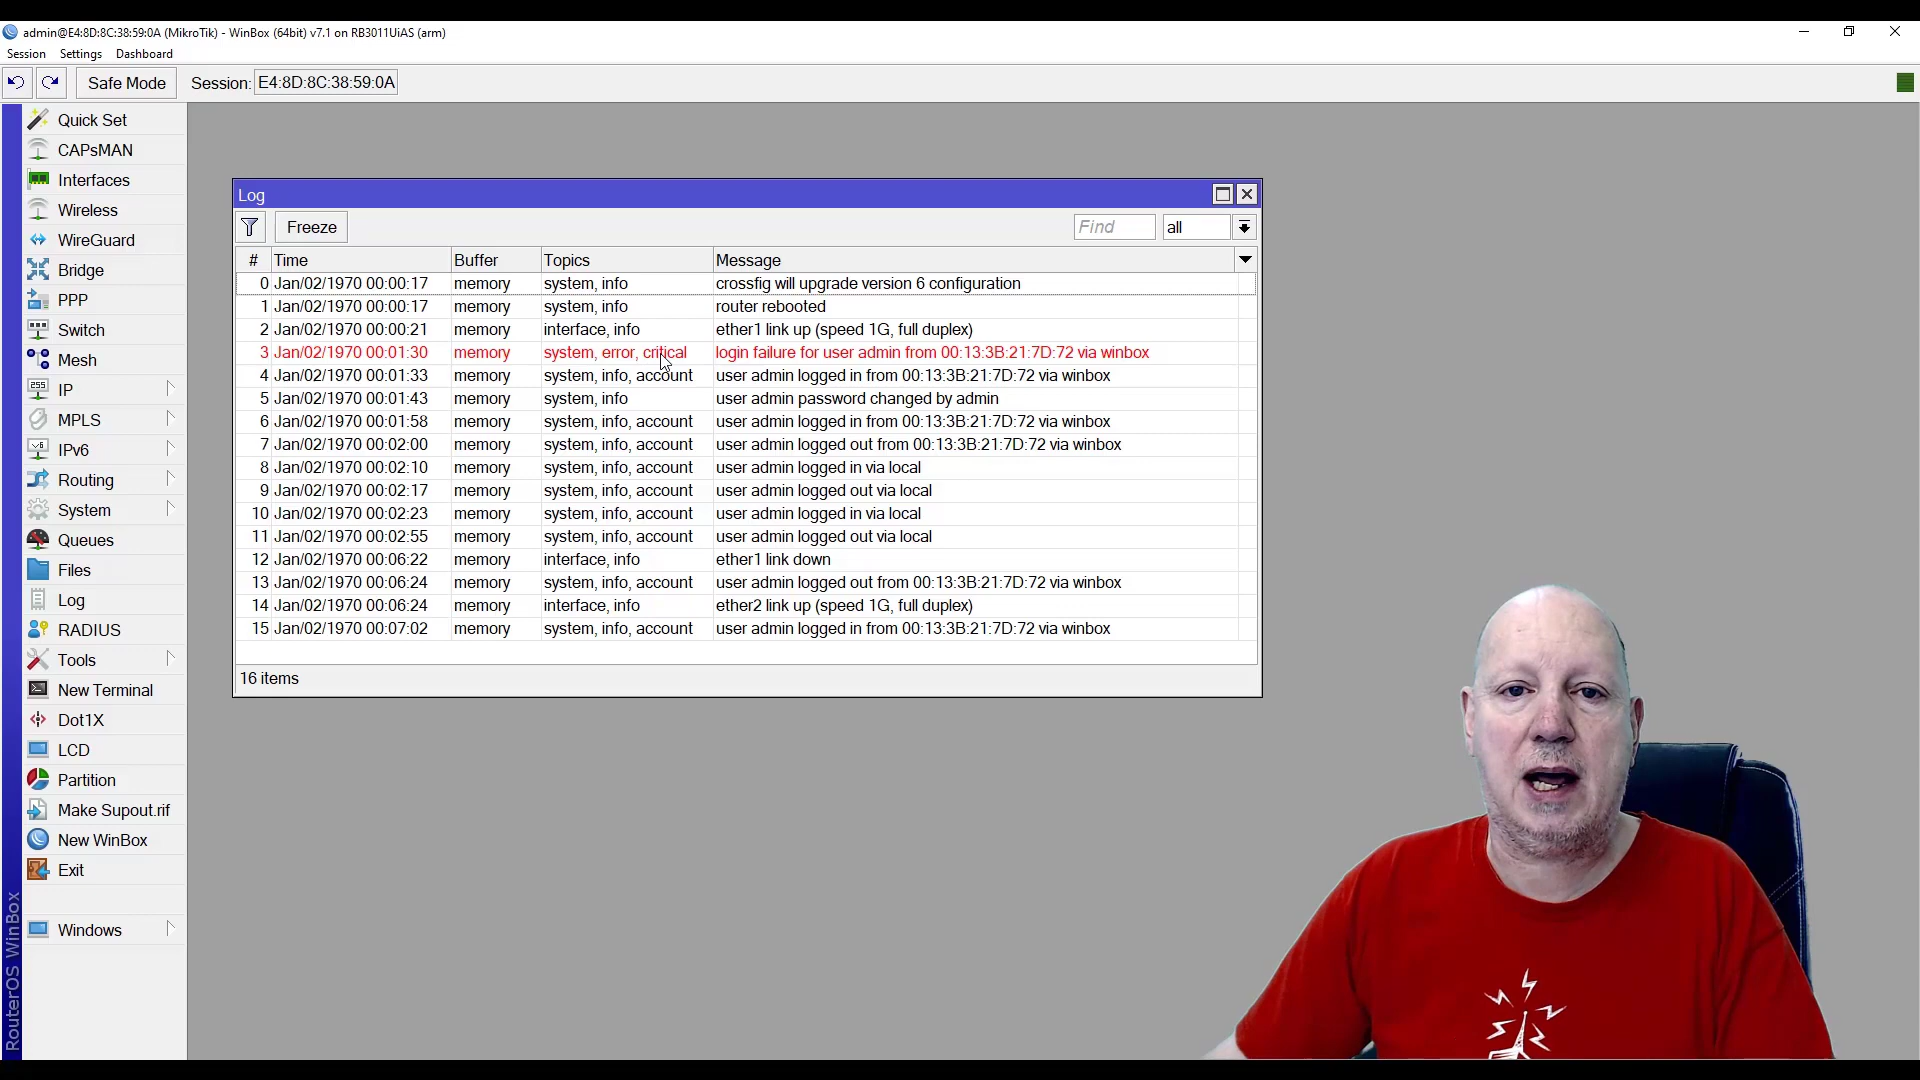 admin@E4:8D:8C:38:59:0A (MikroTik) - WinBox (64bit) v7.1 on RB3011UiAS (arm)
Session Settings Dashboard
Safe Mode Session: E4:8D:8C:38:59:0A
Quick Set
CAPsMAN
Interfaces
Wireless
WireGuard
Bridge
PPP
Switch
Mesh
IP
MPLS
IPv6
Routing
System
Queues
Files
Log
RADIUS
Tools
New Terminal
Dot1X
LCD
Partition
Make Supout.rif
New WinBox
Exit
Windows
RouterOS WinBox
Log
Freeze Find all
# Time Buffer Topics Message
0 Jan/02/1970 00:00:17 memory system, info crossfig will upgrade version 6 configuration
1 Jan/02/1970 00:00:17 memory system, info router rebooted
2 Jan/02/1970 00:00:21 memory interface, info ether1 link up (speed 1G, full duplex)
3 Jan/02/1970 00:01:30 memory system, error, critical login failure for user admin from 00:13:3B:21:7D:72 via winbox
4 Jan/02/1970 00:01:33 memory system, info, account user admin logged in from 00:13:3B:21:7D:72 via winbox
5 Jan/02/1970 00:01:43 memory system, info user admin password changed by admin
6 Jan/02/1970 00:01:58 memory system, info, account user admin logged in from 00:13:3B:21:7D:72 via winbox
7 Jan/02/1970 00:02:00 memory system, info, account user admin logged out from 00:13:3B:21:7D:72 via winbox
8 Jan/02/1970 00:02:10 memory system, info, account user admin logged in via local
9 Jan/02/1970 00:02:17 memory system, info, account user admin logged out via local
10 Jan/02/1970 00:02:23 memory system, info, account user admin logged in via local
11 Jan/02/1970 00:02:55 memory system, info, account user admin logged out via local
12 Jan/02/1970 00:06:22 memory interface, info ether1 link down
13 Jan/02/1970 00:06:24 memory system, info, account user admin logged out from 00:13:3B:21:7D:72 via winbox
14 Jan/02/1970 00:06:24 memory interface, info ether2 link up (speed 1G, full duplex)
15 Jan/02/1970 00:07:02 memory system, info, account user admin logged in from 00:13:3B:21:7D:72 via winbox
16 items